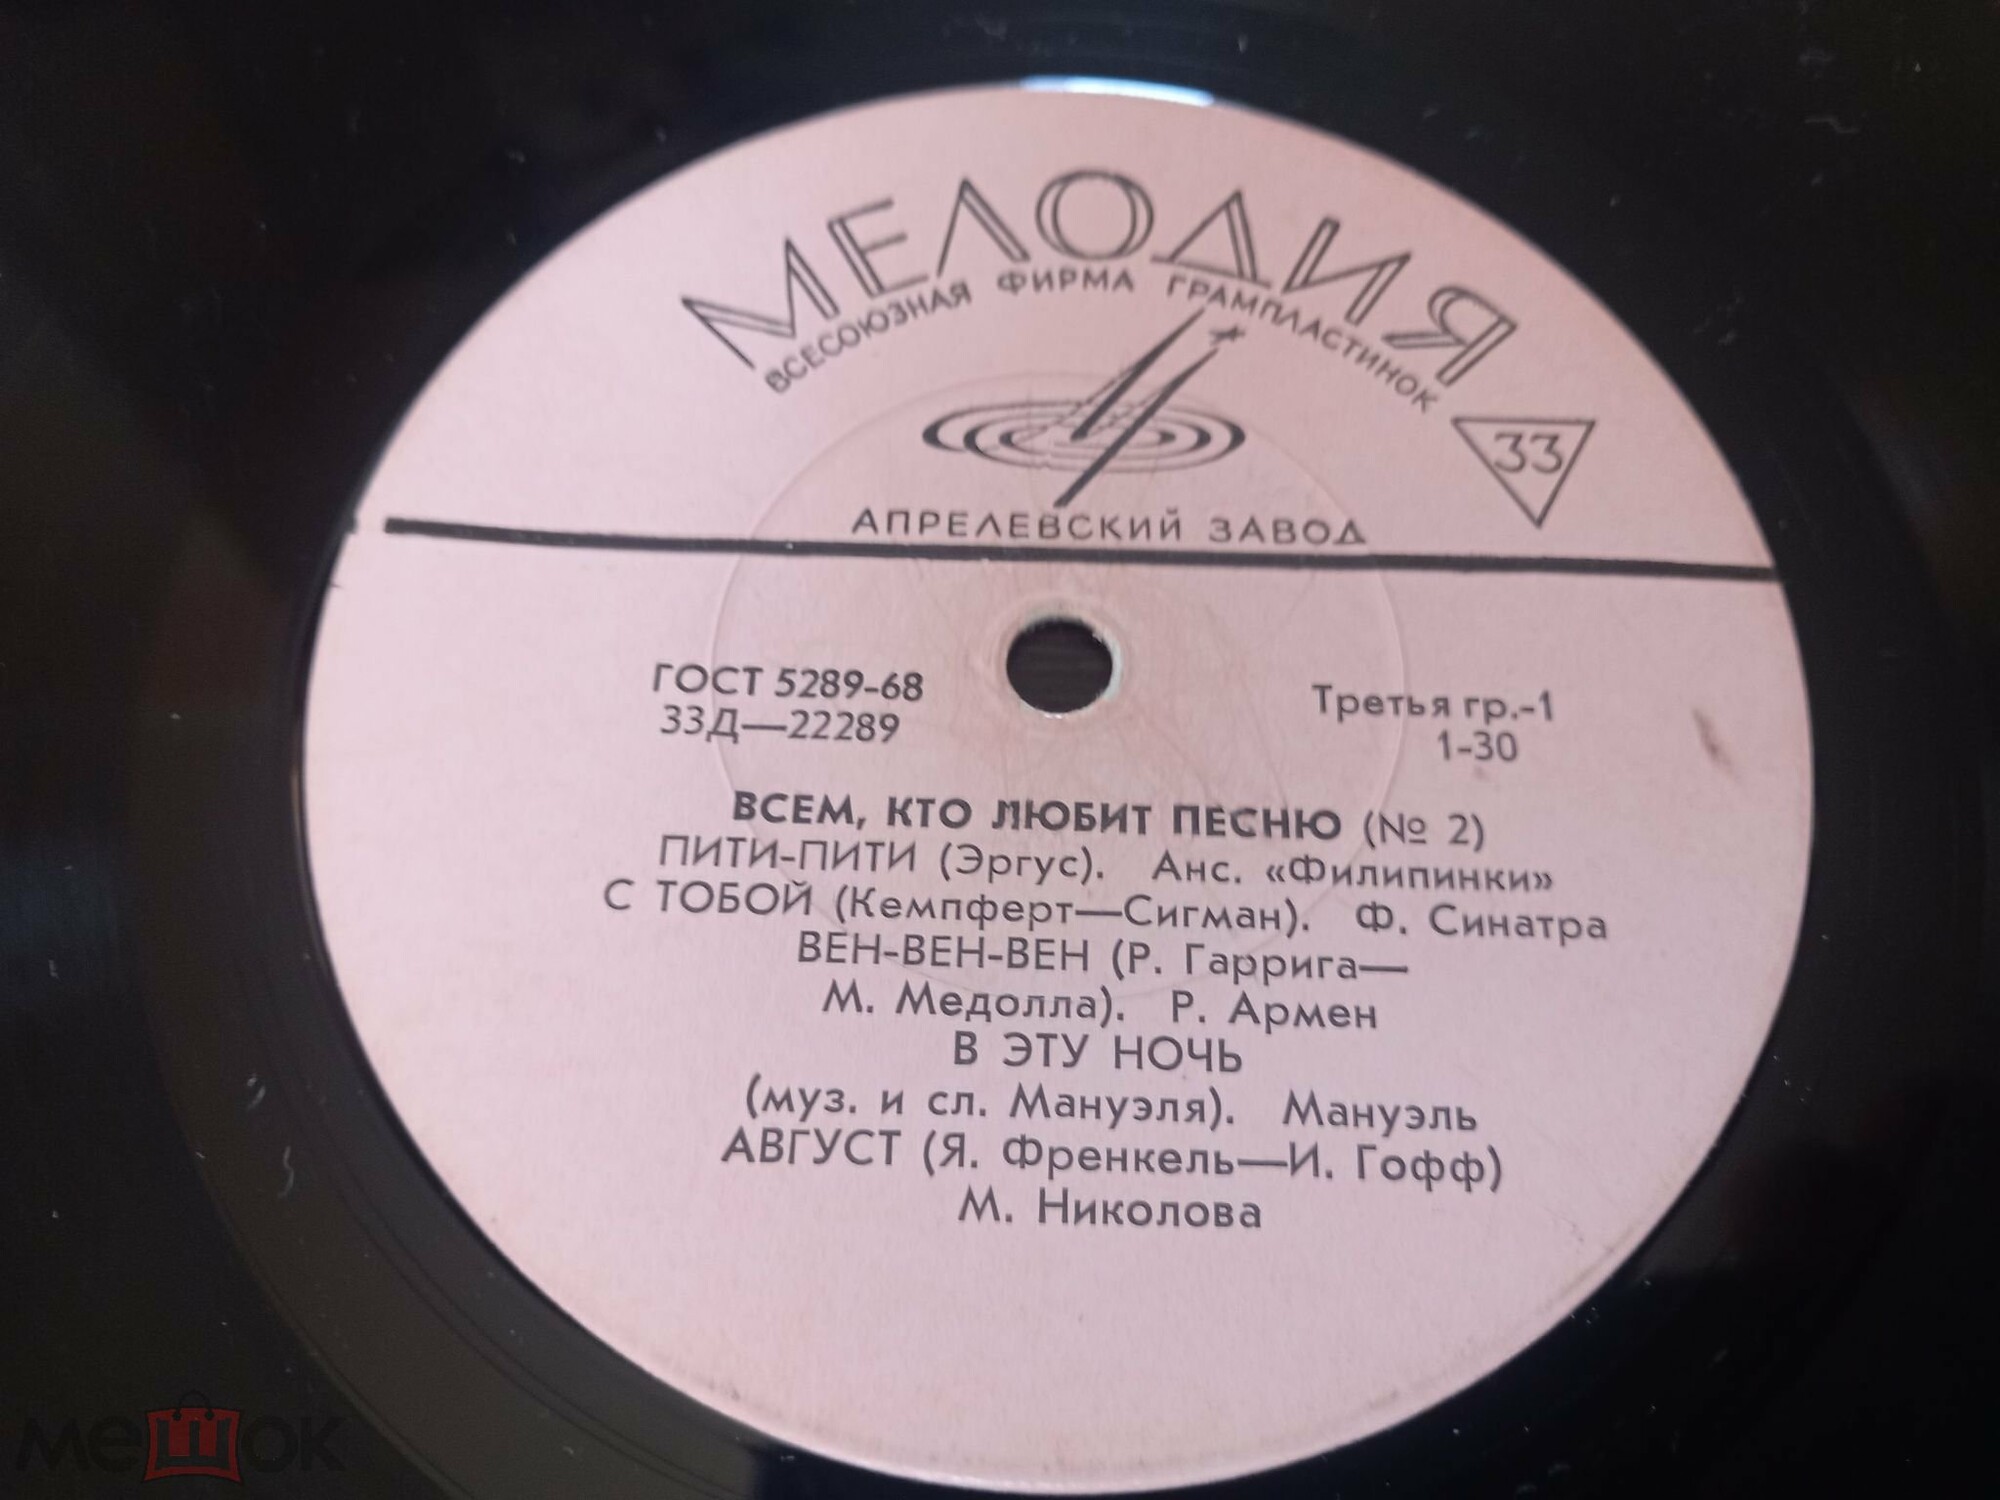 МЕЛОДИЯ
ВСЕСОЮЗНАЯ ФИРМА ГРАМПЛАСТИНОК
33
АПРЕЛЕВСКИЙ ЗАВОД
ГОСТ 5289-68
33Д—22289
Третья гр.-1
1-30
ВСЕМ, КТО ЛЮБИТ ПЕСНЮ (№ 2)
ПИТИ-ПИТИ (Эргус). Анс. «Филипинки»
С ТОБОЙ (Кемпферт—Сигман). Ф. Синатра
ВЕН-ВЕН-ВЕН (Р. Гаррига—
М. Медолла). Р. Армен
В ЭТУ НОЧЬ
(муз. и сл. Мануэля). Мануэль
АВГУСТ (Я. Френкель—И. Гофф)
М. Николова
мешок